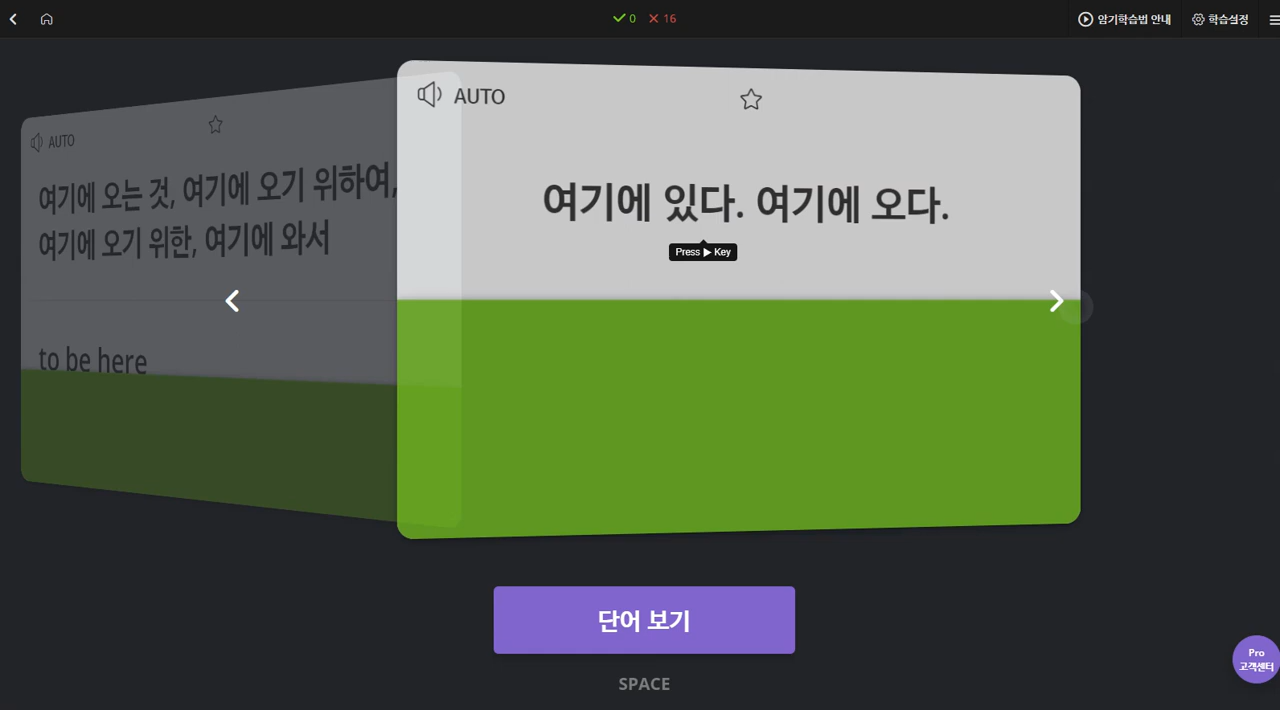 0 16 암기학습법 안내 학습설정
AUTO
여기에 오는 것, 여기에 오기 위하여,
여기에 오기 위한, 여기에 와서
to be here
AUTO
여기에 있다. 여기에 오다.
Press ▶ Key
단어 보기
SPACE
Pro
고객센터